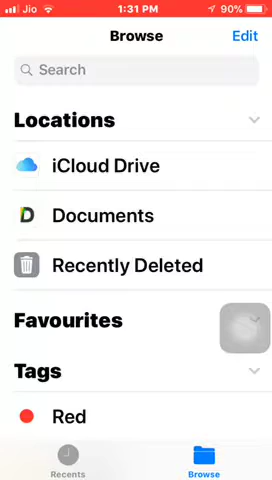 Jio 1:31 PM 90%
Browse Edit
Search
Locations
iCloud Drive
D Documents
Recently Deleted
Favourites
Tags
Red
Recents Browse